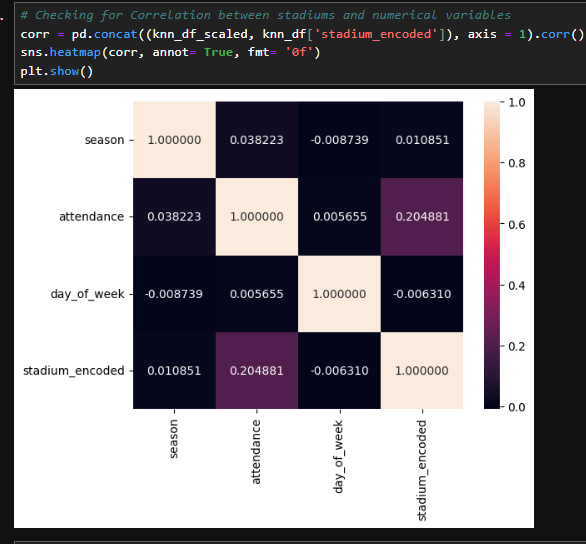 # Checking for Correlation between stadiums and numerical variables
corr = pd.concat((knn_df_scaled, knn_df['stadium_encoded']), axis = 1).corr()
sns.heatmap(corr, annot= True, fmt= '0f')
plt.show()
1.0
season
1.000000 0.038223 -0.008739 0.010851
0.8
attendance
0.038223 1.000000 0.005655 0.204881
0.6
0.4
day_of_week
-0.008739 0.005655 1.000000 -0.006310
0.2
stadium_encoded
0.010851 0.204881 -0.006310 1.000000
0.0
season
attendance
day_of_week
stadium_encoded